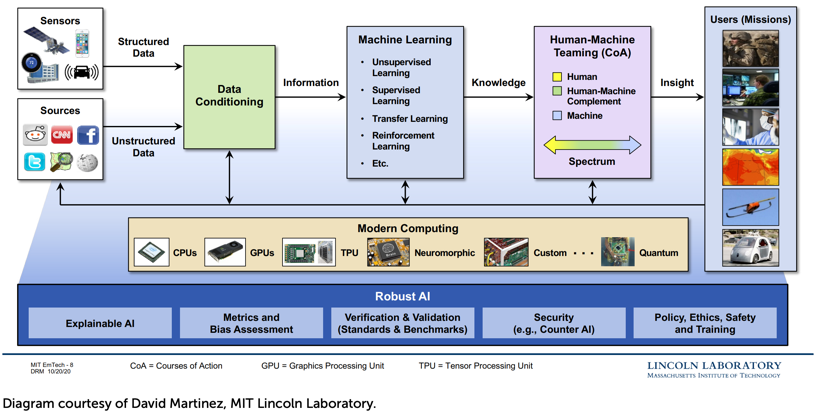 Sensors
Structured
Data
Sources
CNN
Unstructured
Data
Data
Conditioning
Information
Machine Learning
• Unsupervised
Learning
• Supervised
Learning
• Transfer Learning
• Reinforcement
Learning
• Etc.
Knowledge
Human-Machine
Teaming (CoA)
Human
Human-Machine
Complement
Machine
Spectrum
Insight
Users (Missions)
Modern Computing
CPUs
GPUs
TPU
Neuromorphic
Custom
· · ·
Quantum
Robust AI
Explainable AI
Metrics and
Bias Assessment
Verification & Validation
(Standards & Benchmarks)
Security
(e.g., Counter AI)
Policy, Ethics, Safety
and Training
MIT EmTech - 8
DRM 10/20/20
CoA = Courses of Action
GPU = Graphics Processing Unit
TPU = Tensor Processing Unit
LINCOLN LABORATORY
MASSACHUSETTS INSTITUTE OF TECHNOLOGY
Diagram courtesy of David Martinez, MIT Lincoln Laboratory.